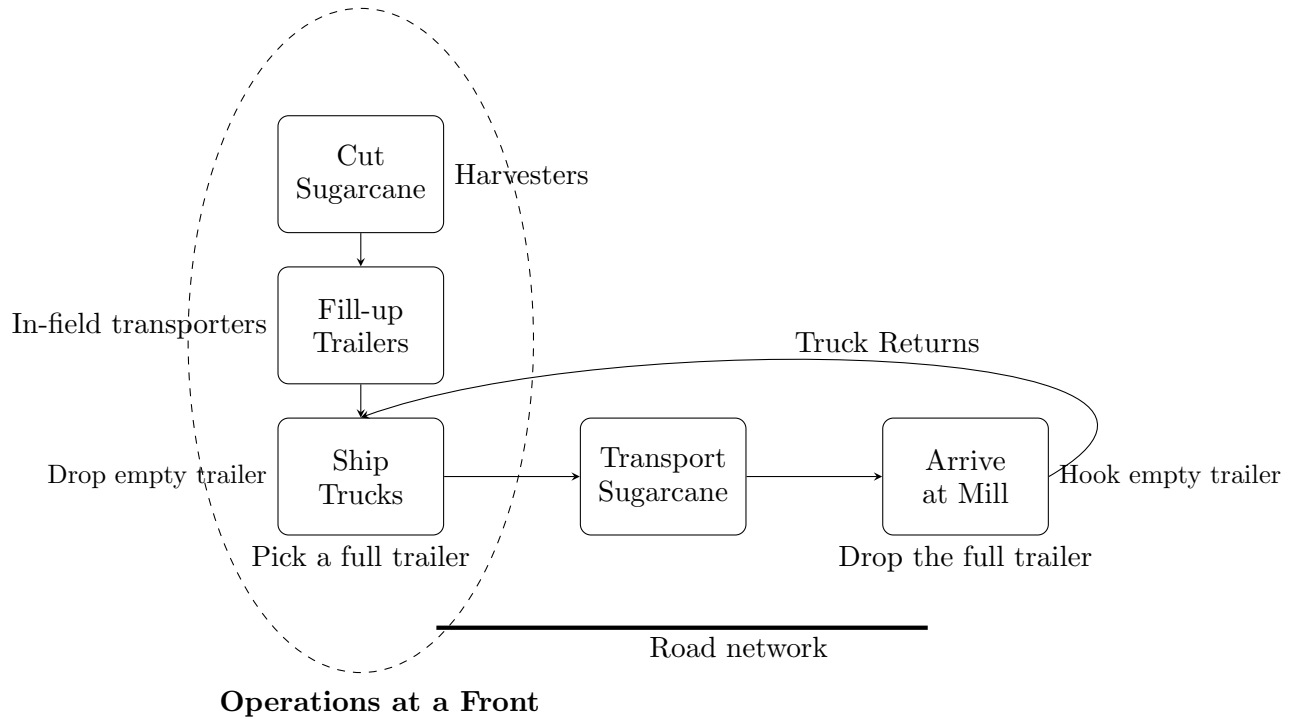 Cut
Sugarcane
Harvesters
Fill-up
Trailers
In-field transporters
Truck Returns
Drop empty trailer
Ship
Trucks
Transport
Sugarcane
Arrive
at Mill
Hook empty trailer
Pick a full trailer
Drop the full trailer
Road network
Operations at a Front